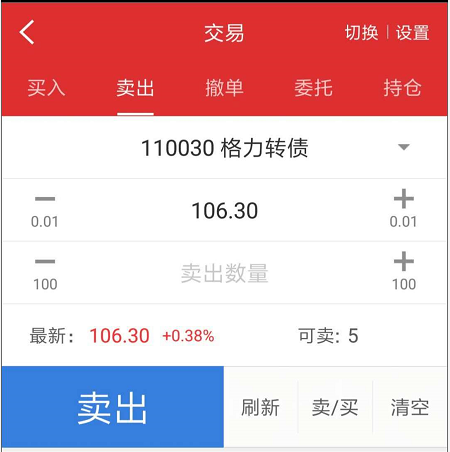 交易
切换 | 设置
买入 卖出 撤单 委托 持仓
110030 格力转债
— 106.30 +
0.01 0.01
— 卖出数量 +
100 100
最新: 106.30 +0.38% 可卖: 5
卖出 刷新 卖/买 清空